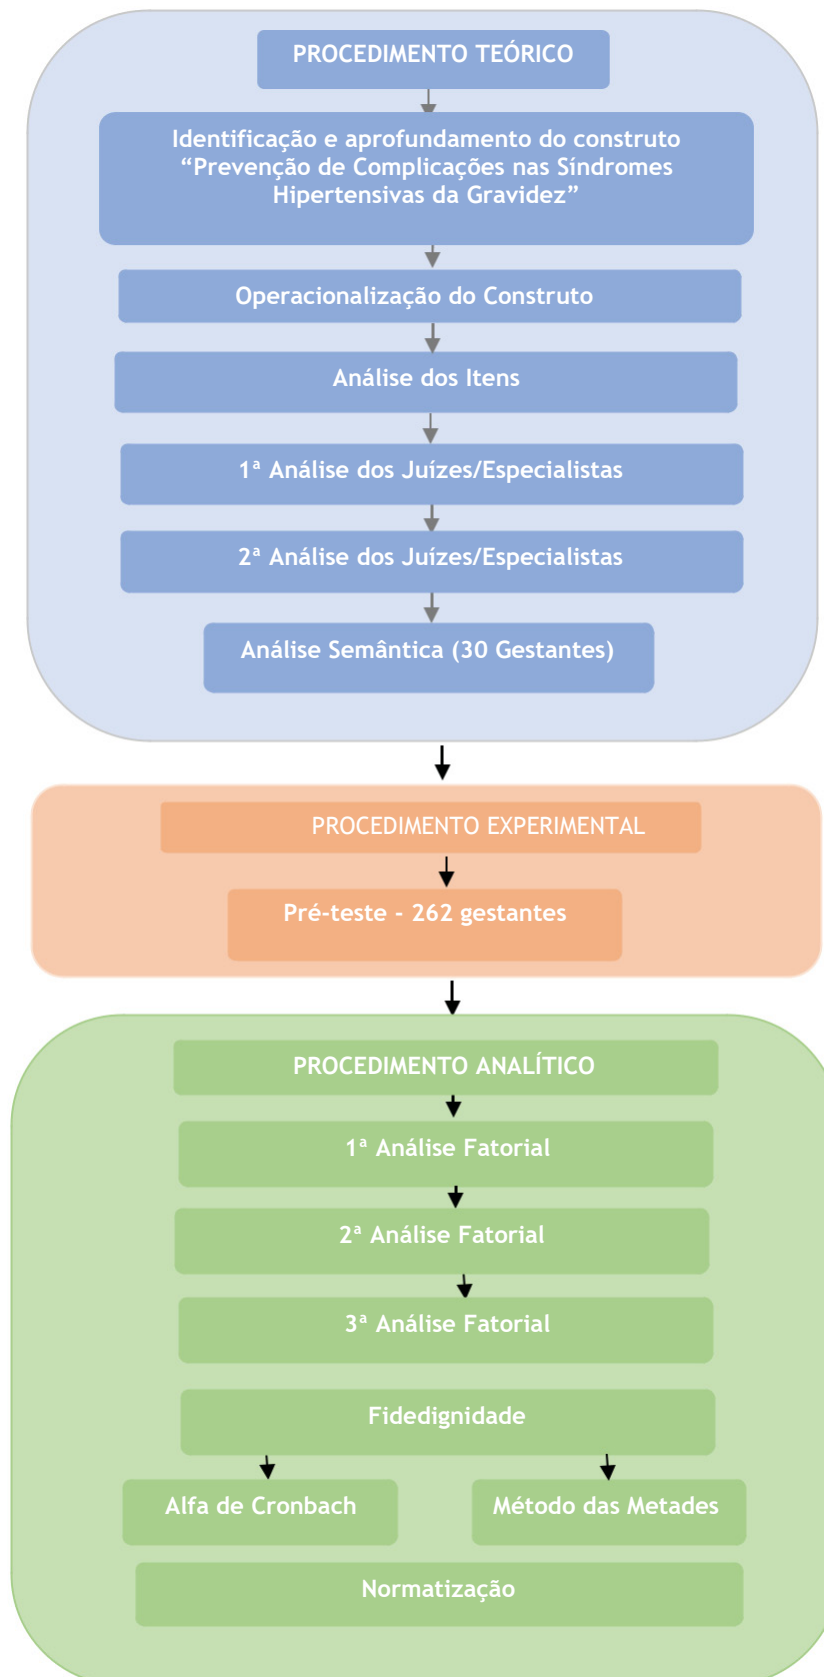 PROCEDIMENTO TEÓRICO
Identificação e aprofundamento do construto
“Prevenção de Complicações nas Síndromes
Hipertensivas da Gravidez”
Operacionalização do Construto
Análise dos Itens
1ª Análise dos Juízes/Especialistas
2ª Análise dos Juízes/Especialistas
Análise Semântica (30 Gestantes)
PROCEDIMENTO EXPERIMENTAL
Pré-teste - 262 gestantes
PROCEDIMENTO ANALÍTICO
1ª Análise Fatorial
2ª Análise Fatorial
3ª Análise Fatorial
Fidedignidade
Alfa de Cronbach
Método das Metades
Normatização